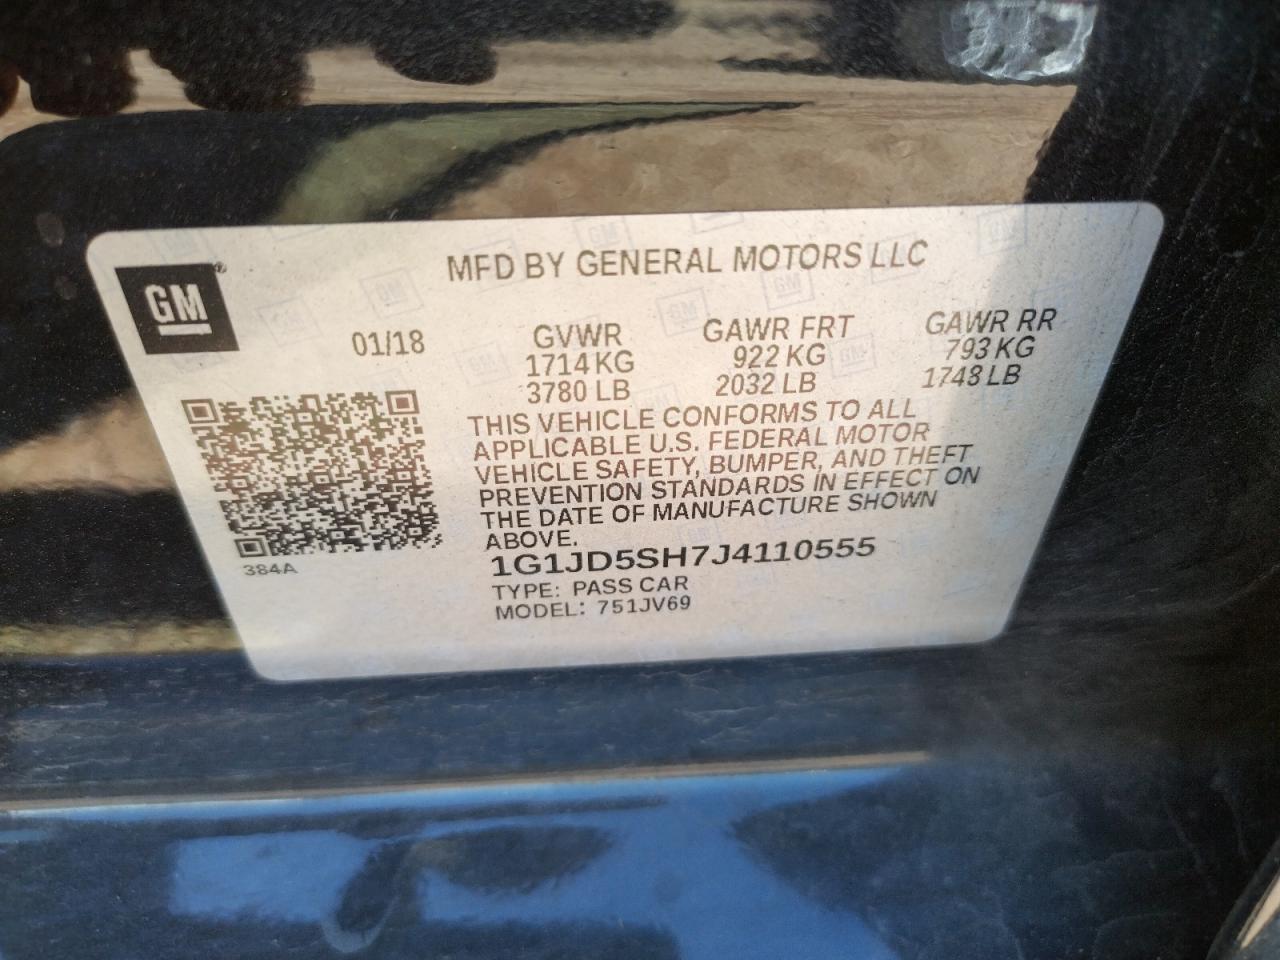 MFD BY GENERAL MOTORS LLC
GM®
01/18
GVWR GAWR FRT GAWR RR
1714 KG 922 KG 793 KG
3780 LB 2032 LB 1748 LB
THIS VEHICLE CONFORMS TO ALL
APPLICABLE U.S. FEDERAL MOTOR
VEHICLE SAFETY, BUMPER, AND THEFT
PREVENTION STANDARDS IN EFFECT ON
THE DATE OF MANUFACTURE SHOWN
ABOVE.
384A
1G1JD5SH7J4110555
TYPE: PASS CAR
MODEL: 751JV69